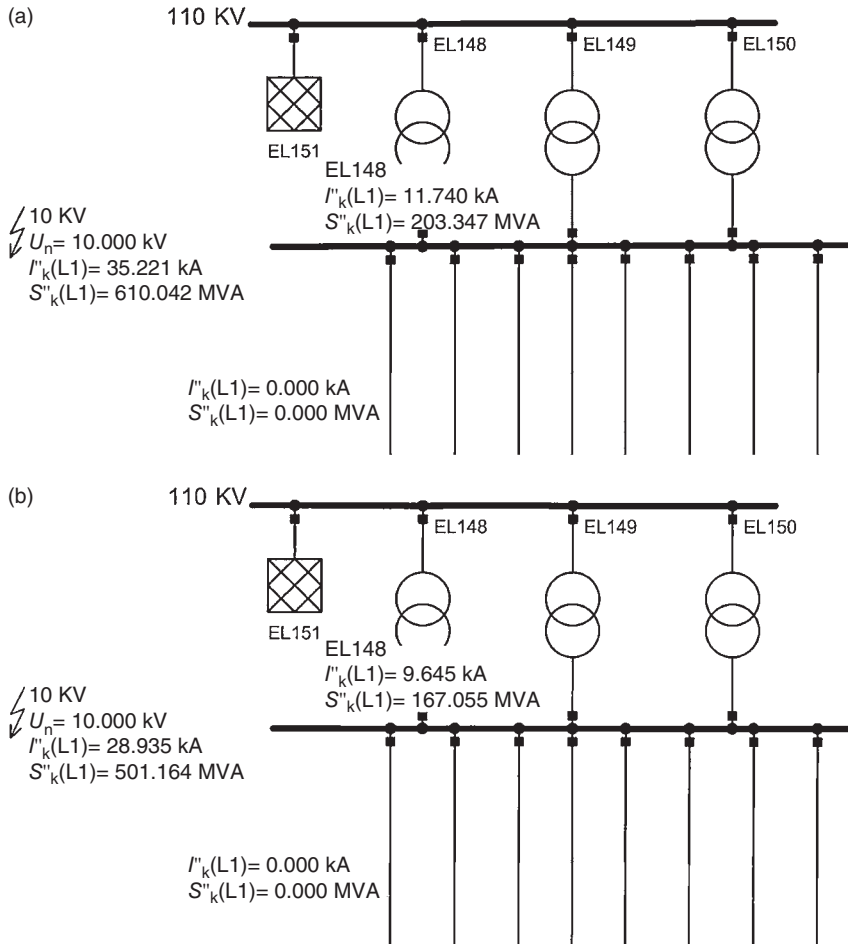 (a)
110 KV
EL148
EL149
EL150
EL151
EL148
I"k(L1)= 11.740 kA
S"k(L1)= 203.347 MVA
10 KV
Un= 10.000 kV
I"k(L1)= 35.221 kA
S"k(L1)= 610.042 MVA
I"k(L1)= 0.000 kA
S"k(L1)= 0.000 MVA
(b)
110 KV
EL148
EL149
EL150
EL151
EL148
I"k(L1)= 9.645 kA
S"k(L1)= 167.055 MVA
10 KV
Un= 10.000 kV
I"k(L1)= 28.935 kA
S"k(L1)= 501.164 MVA
I"k(L1)= 0.000 kA
S"k(L1)= 0.000 MVA